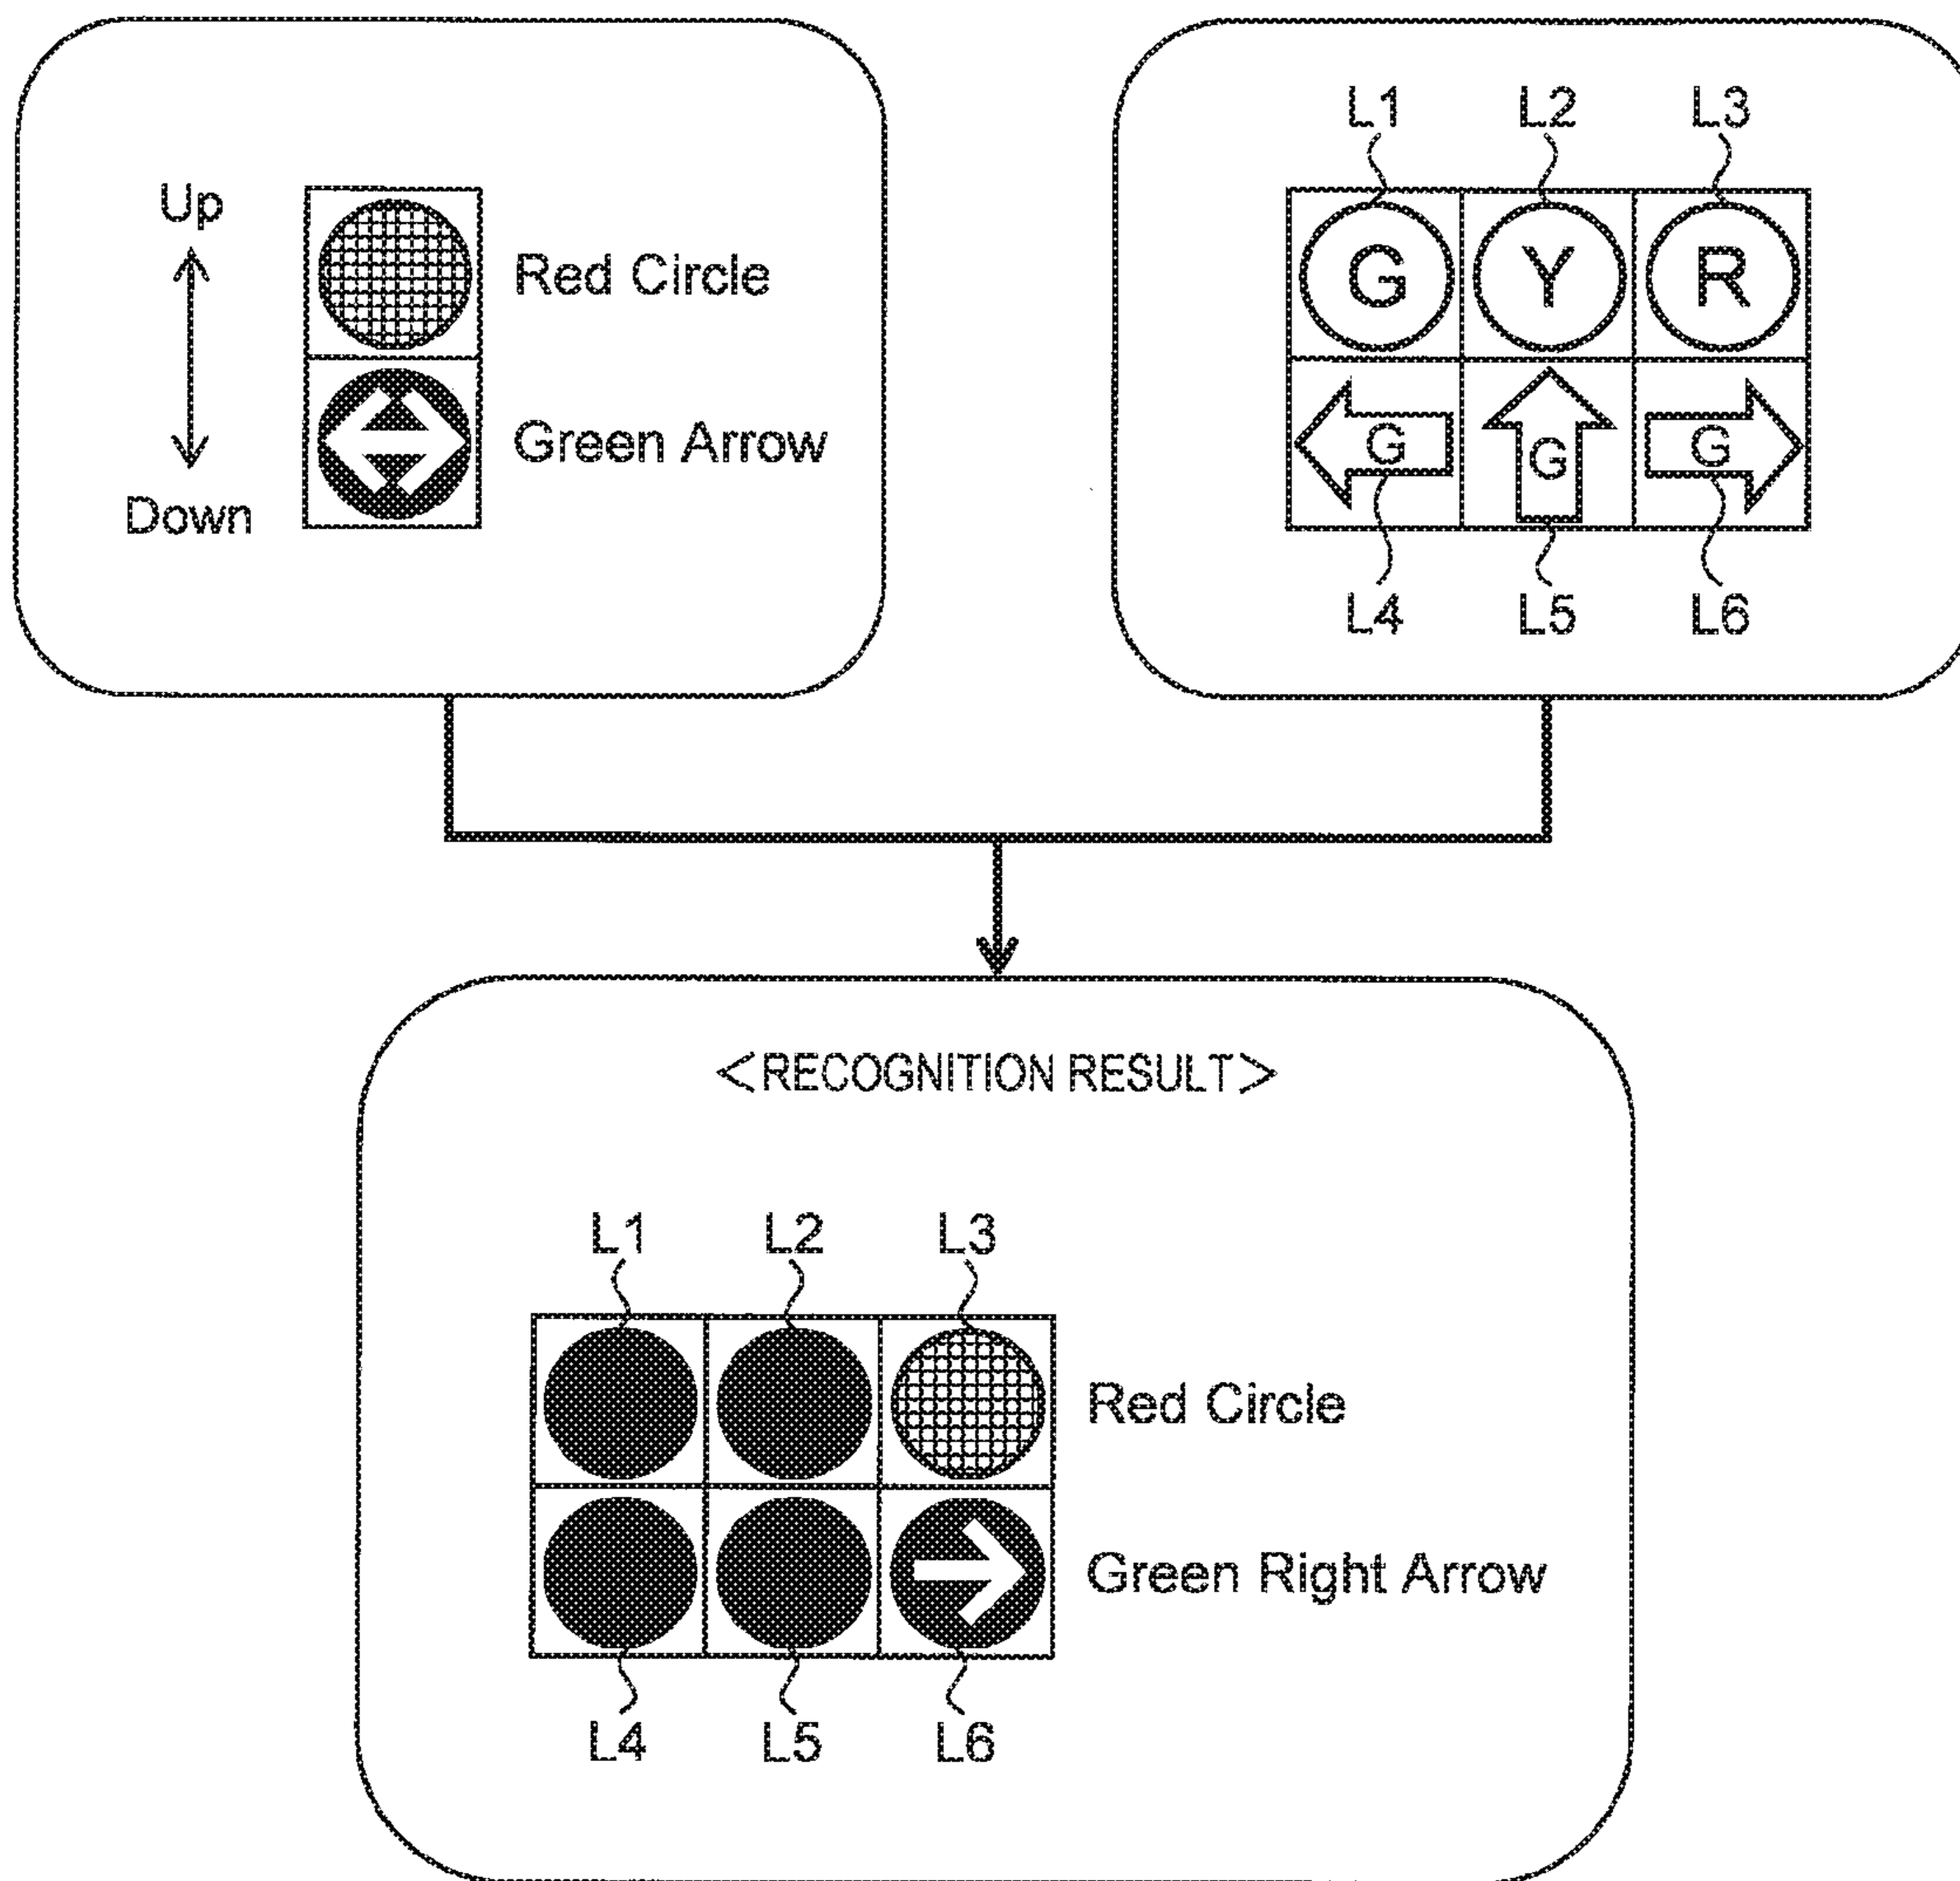 Up
Red Circle
Green Arrow
Down
L1 L2 L3
G Y R
G G G
L4 L5 L6
<RECOGNITION RESULT>
L1 L2 L3
Red Circle
Green Right Arrow
L4 L5 L6